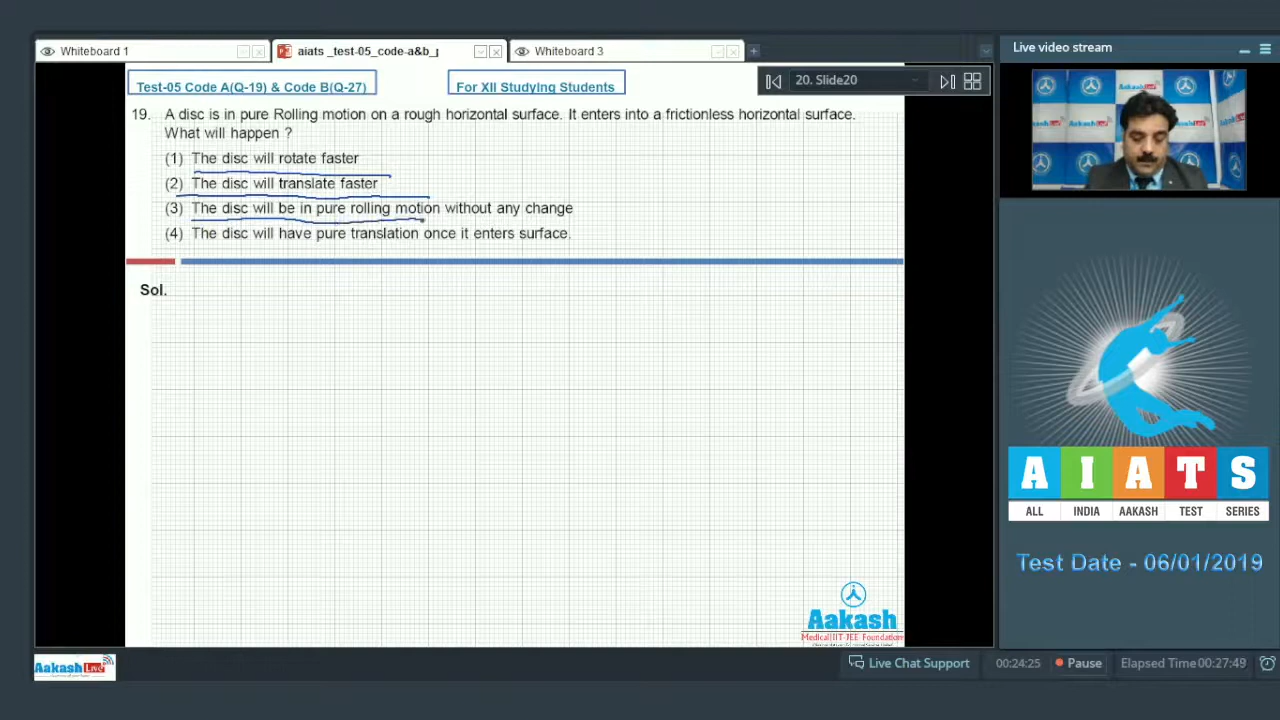 Whiteboard 1
aiats _test-05_code-a&b_
Whiteboard 3
Live video stream
Test-05 Code A(Q-19) & Code B(Q-27)
For XII Studying Students
20. Slide20
19. A disc is in pure Rolling motion on a rough horizontal surface. It enters into a frictionless horizontal surface.
What will happen ?
(1) The disc will rotate faster
(2) The disc will translate faster
(3) The disc will be in pure rolling motion without any change
(4) The disc will have pure translation once it enters surface.
Sol.
A I A T S
ALL INDIA AAKASH TEST SERIES
Test Date - 06/01/2019
Aakash
Medical|IIT-JEE|Foundations
Aakash Live
Live Chat Support
00:24:25
Pause
Elapsed Time 00:27:49